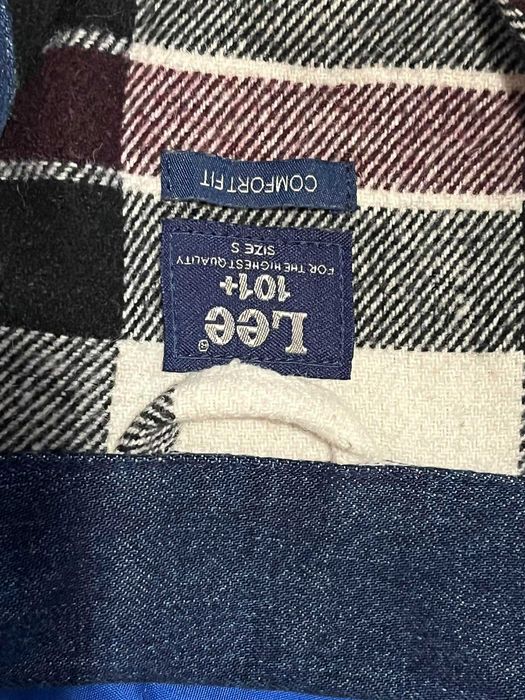 Lee®
101+
FOR THE HIGHEST QUALITY
SIZE S
COMFORT FIT